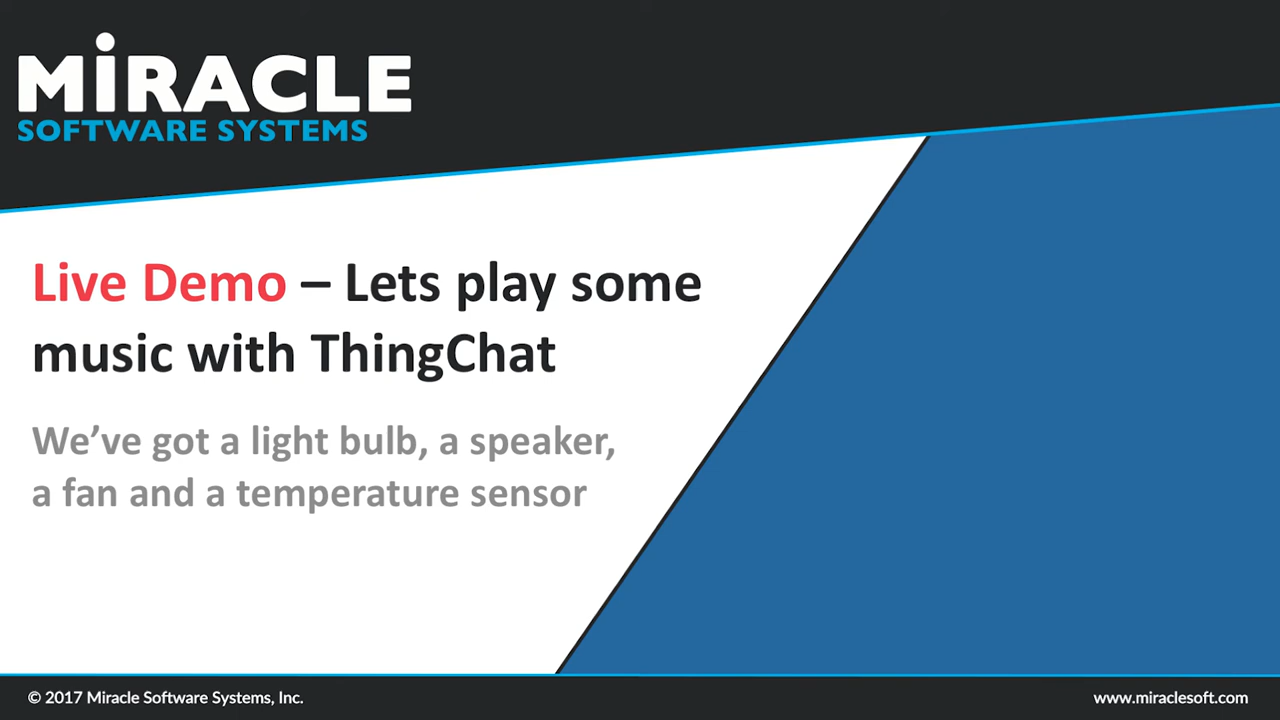 MiRACLE
SOFTWARE SYSTEMS
Live Demo – Lets play some
music with ThingChat
We’ve got a light bulb, a speaker,
a fan and a temperature sensor
© 2017 Miracle Software Systems, Inc.
www.miraclesoft.com